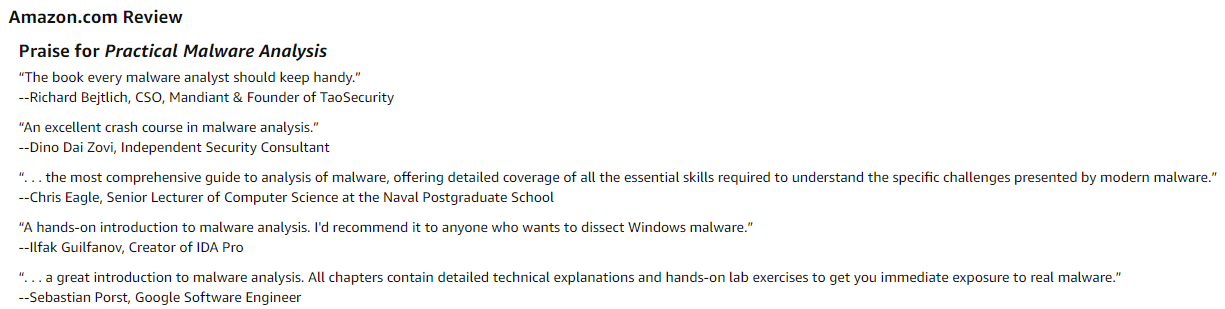 Amazon.com Review
Praise for Practical Malware Analysis
“The book every malware analyst should keep handy.”
--Richard Bejtlich, CSO, Mandiant & Founder of TaoSecurity
“An excellent crash course in malware analysis.”
--Dino Dai Zovi, Independent Security Consultant
“. . . the most comprehensive guide to analysis of malware, offering detailed coverage of all the essential skills required to understand the specific challenges presented by modern malware.”
--Chris Eagle, Senior Lecturer of Computer Science at the Naval Postgraduate School
“A hands-on introduction to malware analysis. I'd recommend it to anyone who wants to dissect Windows malware.”
--Ilfak Guilfanov, Creator of IDA Pro
“. . . a great introduction to malware analysis. All chapters contain detailed technical explanations and hands-on lab exercises to get you immediate exposure to real malware.”
--Sebastian Porst, Google Software Engineer